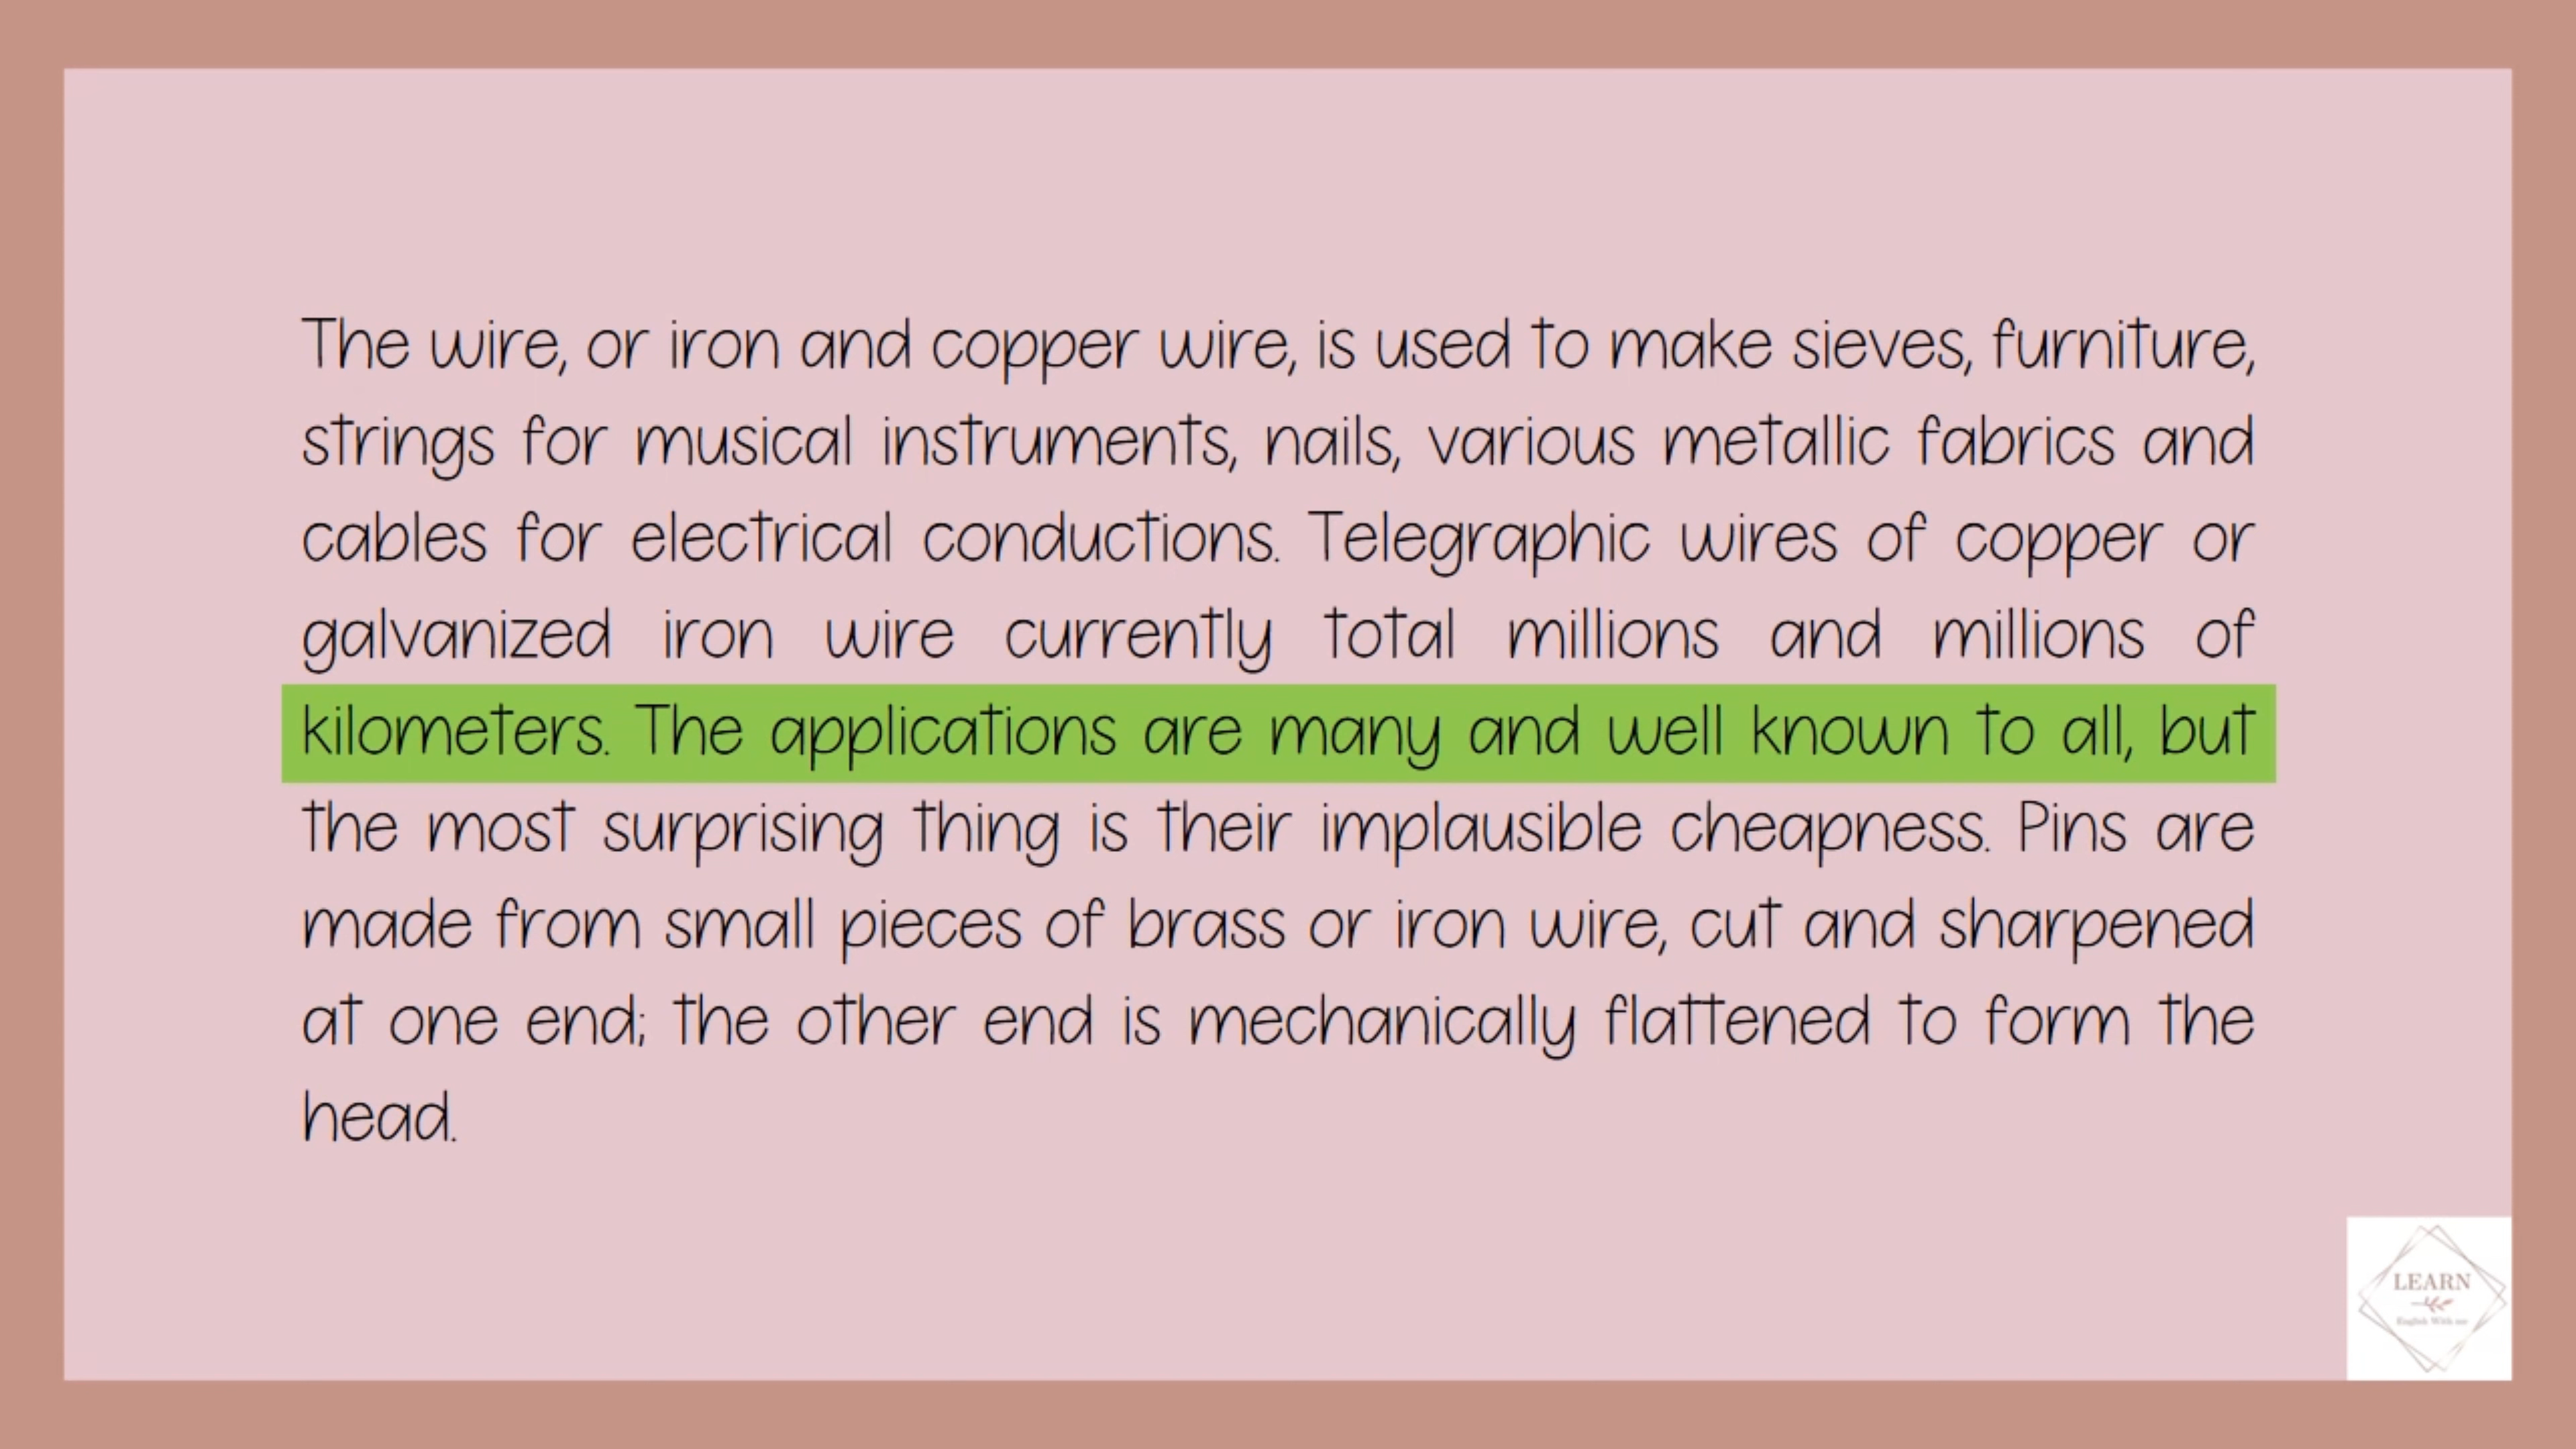 The wire, or iron and copper wire, is used to make sieves, furniture,
strings for musical instruments, nails, various metallic fabrics and
cables for electrical conductions. Telegraphic wires of copper or
galvanized iron wire currently total millions and millions of
kilometers. The applications are many and well known to all, but
the most surprising thing is their implausible cheapness. Pins are
made from small pieces of brass or iron wire, cut and sharpened
at one end; the other end is mechanically flattened to form the
head.
LEARN
English With me